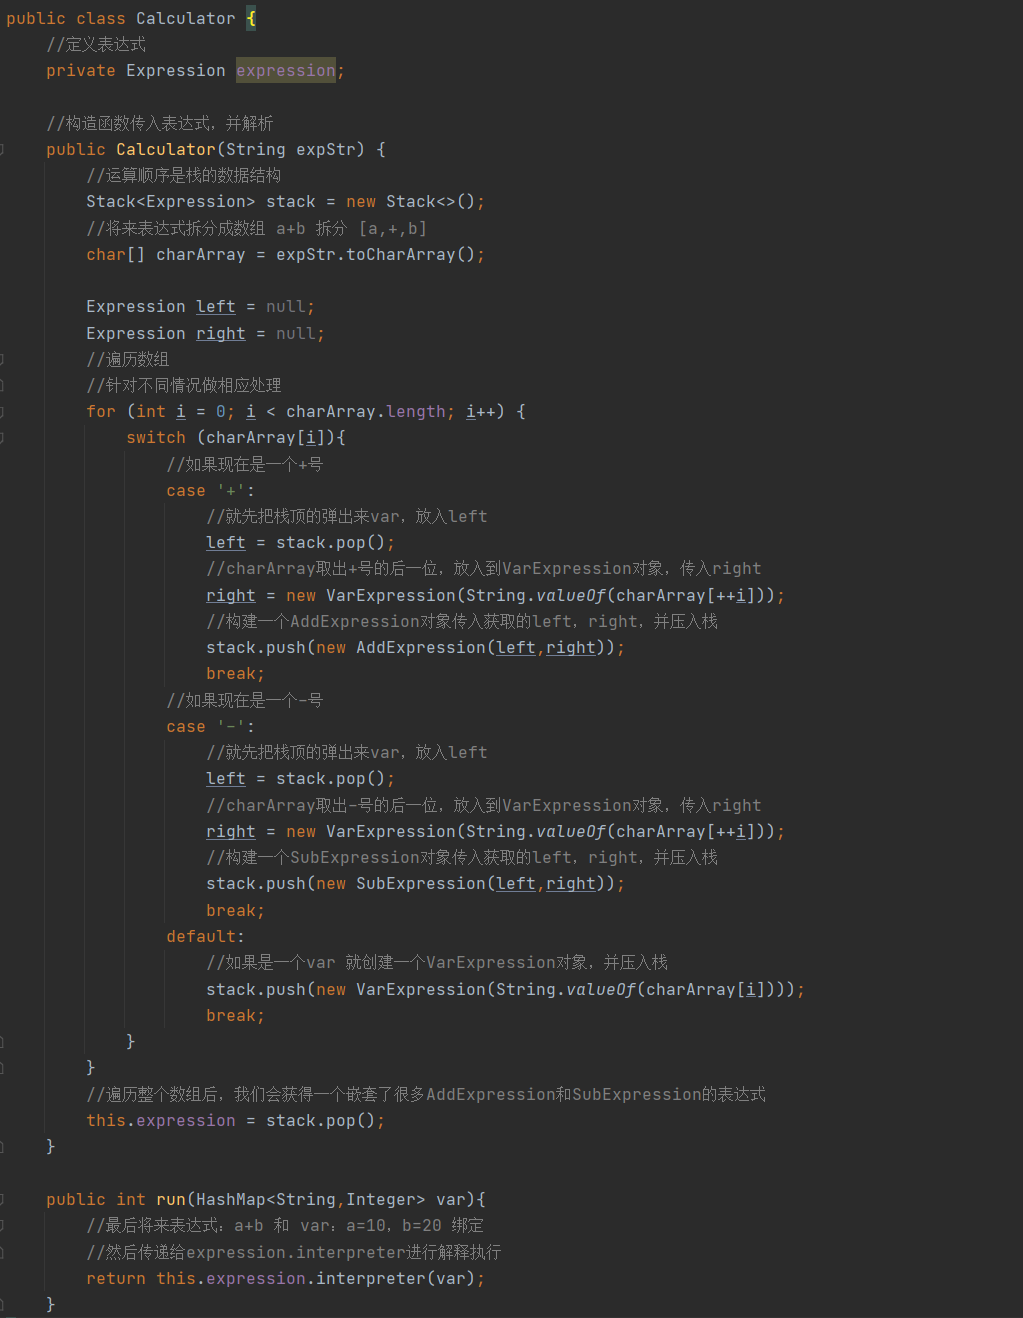 public class Calculator {
//定义表达式
private Expression expression;
//构造函数传入表达式，并解析
public Calculator(String expStr) {
//运算顺序是栈的数据结构
Stack<Expression> stack = new Stack<>();
//将来表达式拆分成数组 a+b 拆分 [a,+,b]
char[] charArray = expStr.toCharArray();
Expression left = null;
Expression right = null;
//遍历数组
//针对不同情况做相应处理
for (int i = 0; i < charArray.length; i++) {
switch (charArray[i]){
//如果现在是一个+号
case '+':
//就先把栈顶的弹出来var，放入left
left = stack.pop();
//charArray取出+号的后一位，放入到VarExpression对象，传入right
right = new VarExpression(String.valueOf(charArray[++i]));
//构建一个AddExpression对象传入获取的left，right，并压入栈
stack.push(new AddExpression(left,right));
break;
//如果现在是一个-号
case '-':
//就先把栈顶的弹出来var，放入left
left = stack.pop();
//charArray取出-号的后一位，放入到VarExpression对象，传入right
right = new VarExpression(String.valueOf(charArray[++i]));
//构建一个SubExpression对象传入获取的left，right，并压入栈
stack.push(new SubExpression(left,right));
break;
default:
//如果是一个var 就创建一个VarExpression对象，并压入栈
stack.push(new VarExpression(String.valueOf(charArray[i])));
break;
}
}
//遍历整个数组后，我们会获得一个嵌套了很多AddExpression和SubExpression的表达式
this.expression = stack.pop();
}
public int run(HashMap<String,Integer> var){
//最后将来表达式：a+b 和 var：a=10，b=20 绑定
//然后传递给expression.interpreter进行解释执行
return this.expression.interpreter(var);
}